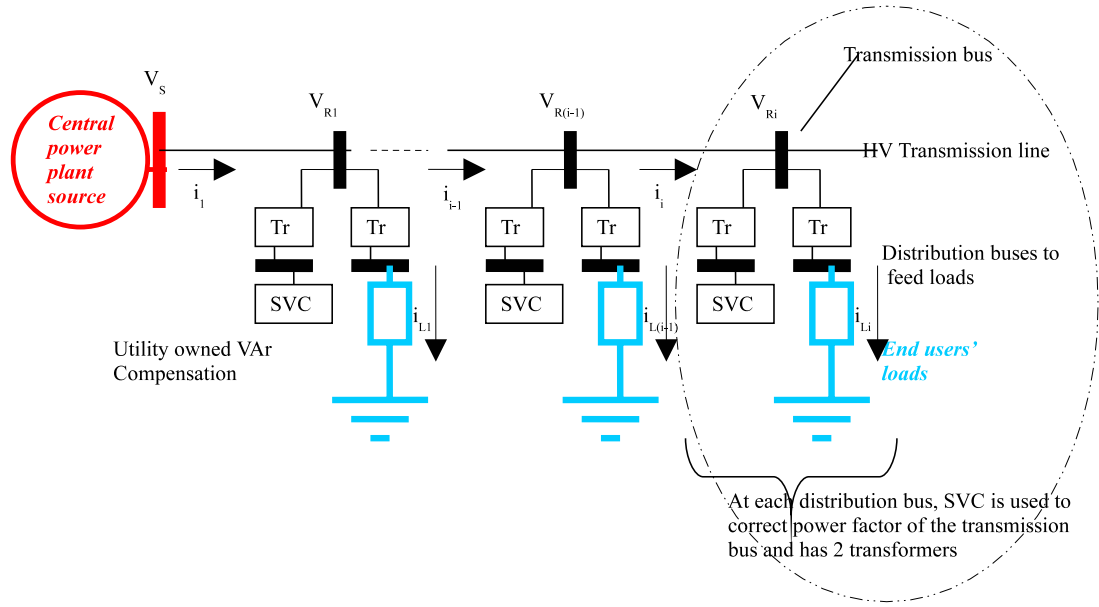 Transmission bus
V_S
V_R1
V_R(i-1)
V_Ri
Central
power
plant
source
HV Transmission line
i_1
i_i-1
i_i
Tr
Tr
Tr
Tr
Tr
Tr
Distribution buses to
feed loads
SVC
SVC
SVC
i_L1
i_L(i-1)
i_Li
Utility owned VAr
Compensation
End users’
loads
At each distribution bus, SVC is used to
correct power factor of the transmission
bus and has 2 transformers